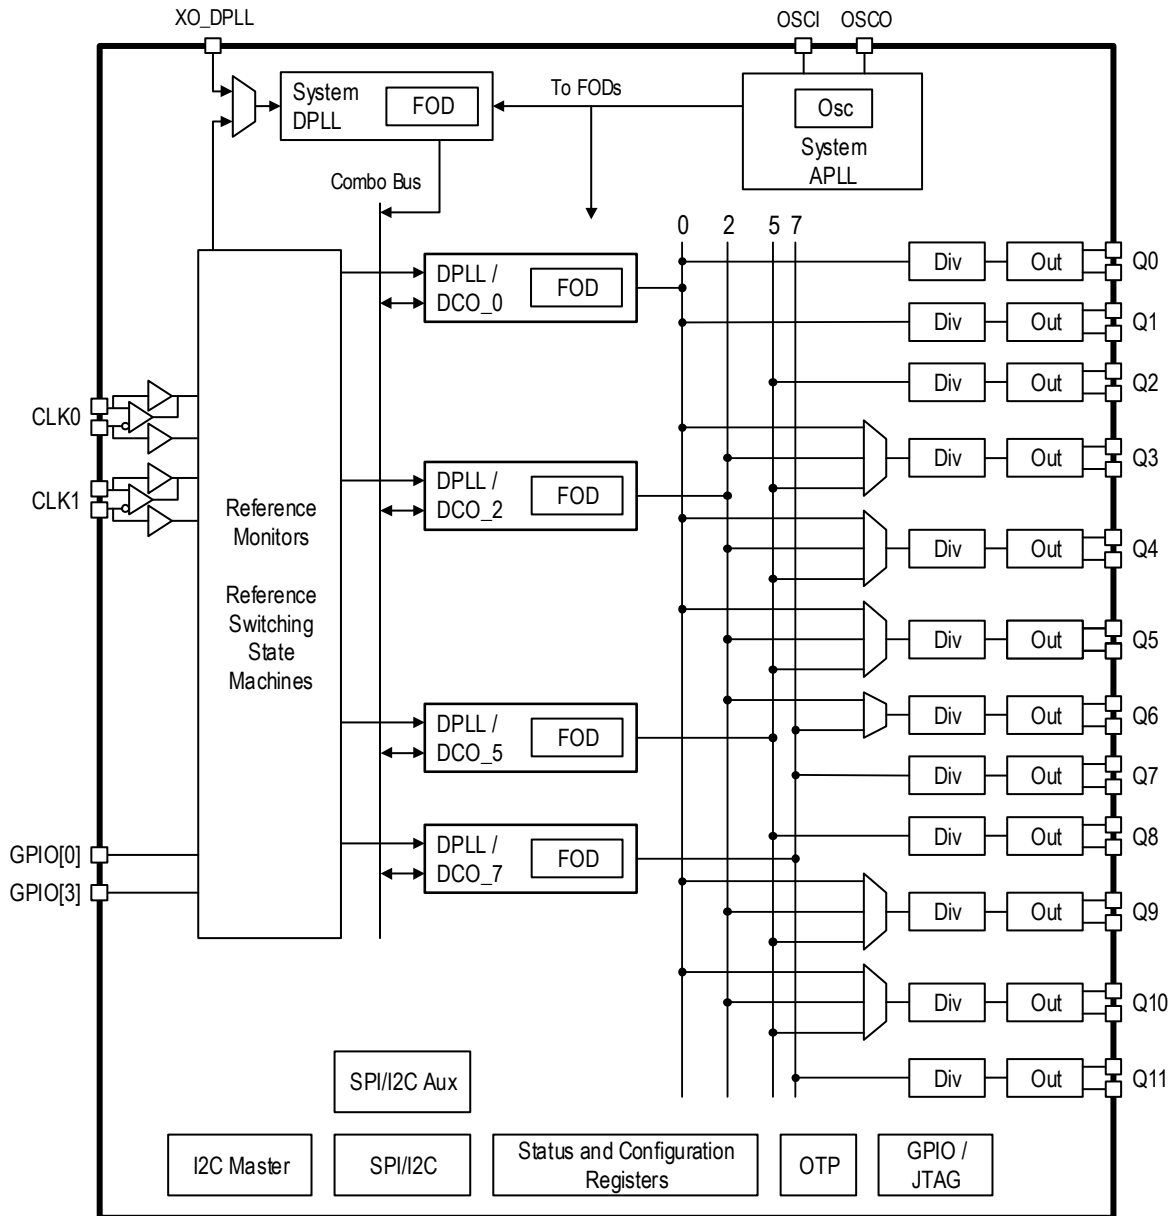 XO_DPLL
OSCI OSCO
System
DPLL
FOD
To FODs
Osc
System
APLL
Combo Bus
0 2 5 7
DPLL /
DCO_0
FOD
Div Out Q0
Div Out Q1
Div Out Q2
CLK0
Div Out Q3
CLK1
DPLL /
DCO_2
FOD
Reference
Monitors
Reference
Switching
State
Machines
Div Out Q4
Div Out Q5
DPLL /
DCO_5
FOD
Div Out Q6
Div Out Q7
DPLL /
DCO_7
FOD
Div Out Q8
GPIO[0]
GPIO[3]
Div Out Q9
Div Out Q10
Div Out Q11
SPI/I2C Aux
I2C Master
SPI/I2C
Status and Configuration
Registers
OTP
GPIO /
JTAG